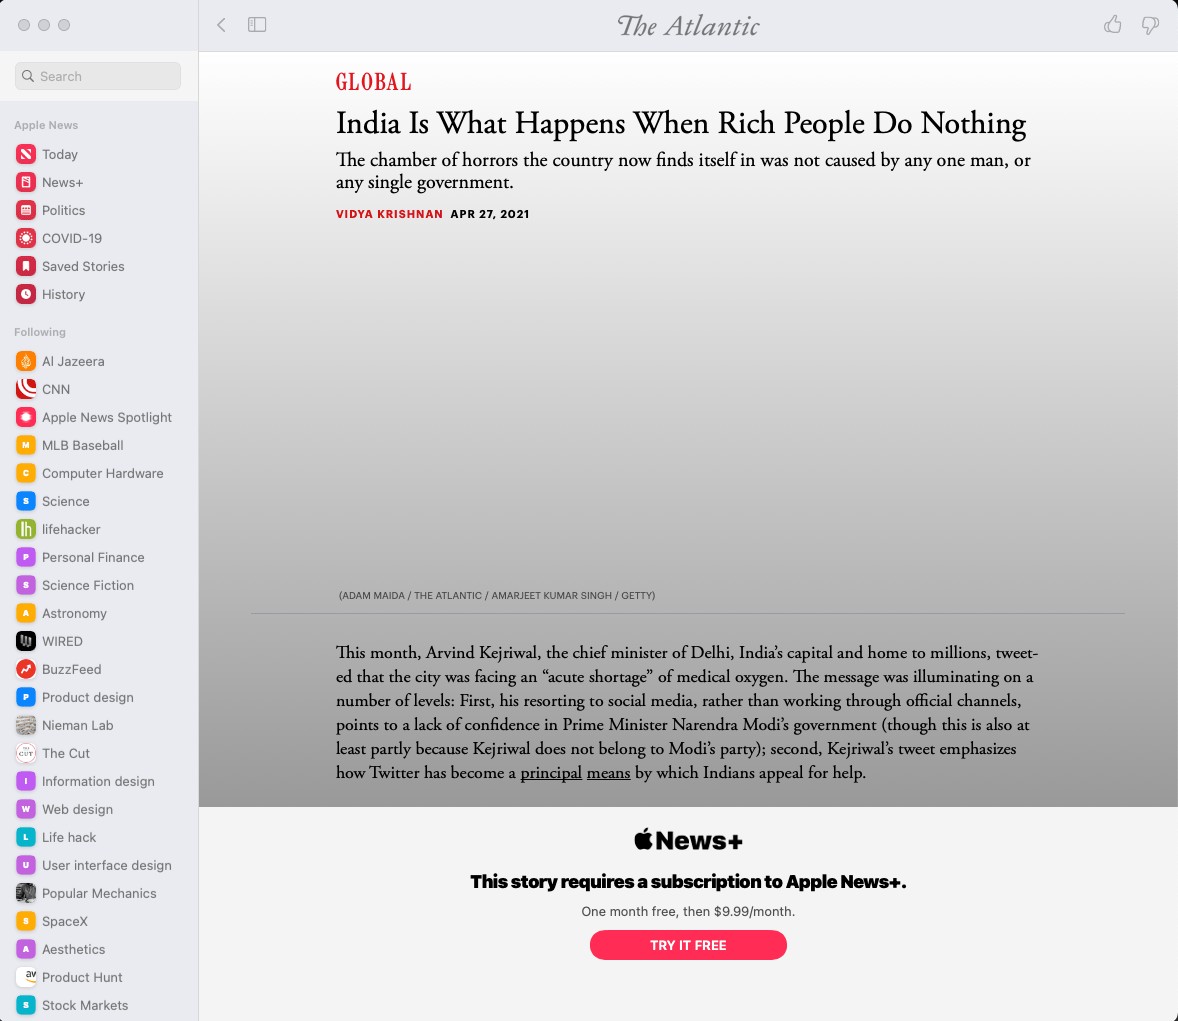 The Atlantic
Search
Apple News
Today
News+
Politics
COVID-19
Saved Stories
History
Following
Al Jazeera
CNN
Apple News Spotlight
M MLB Baseball
C Computer Hardware
S Science
lh lifehacker
P Personal Finance
S Science Fiction
A Astronomy
WIRED
BuzzFeed
P Product design
Nieman Lab
THE CUT The Cut
I Information design
W Web design
L Life hack
U User interface design
Popular Mechanics
S SpaceX
A Aesthetics
Product Hunt
S Stock Markets
GLOBAL
India Is What Happens When Rich People Do Nothing
The chamber of horrors the country now finds itself in was not caused by any one man, or
any single government.
VIDYA KRISHNAN APR 27, 2021
(ADAM MAIDA / THE ATLANTIC / AMARJEET KUMAR SINGH / GETTY)
This month, Arvind Kejriwal, the chief minister of Delhi, India’s capital and home to millions, tweet-
ed that the city was facing an “acute shortage” of medical oxygen. The message was illuminating on a
number of levels: First, his resorting to social media, rather than working through official channels,
points to a lack of confidence in Prime Minister Narendra Modi’s government (though this is also at
least partly because Kejriwal does not belong to Modi’s party); second, Kejriwal’s tweet emphasizes
how Twitter has become a principal means by which Indians appeal for help.
News+
This story requires a subscription to Apple News+.
One month free, then $9.99/month.
TRY IT FREE